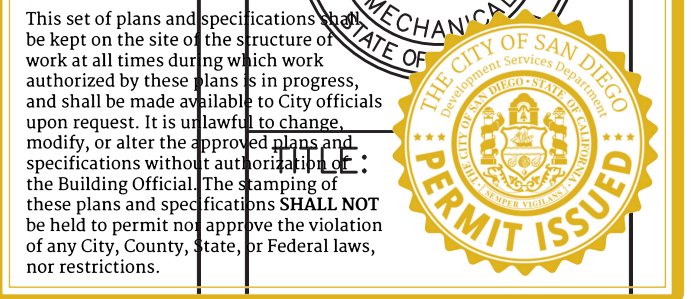 This set of plans and specifications shall
be kept on the site of the structure of
work at all times during which work
authorized by these plans is in progress,
and shall be made available to City officials
upon request. It is unlawful to change,
modify, or alter the approved plans and
specifications without authorization of
the Building Official. The stamping of
these plans and specifications SHALL NOT
be held to permit nor approve the violation
of any City, County, State, or Federal laws,
nor restrictions.
TITLE:
MECHANICAL
STATE OF
THE CITY OF SAN DIEGO
Development Services Department
THE CITY OF SAN DIEGO • STATE OF CALIFORNIA
SEMPER VIGILANS
PERMIT ISSUED